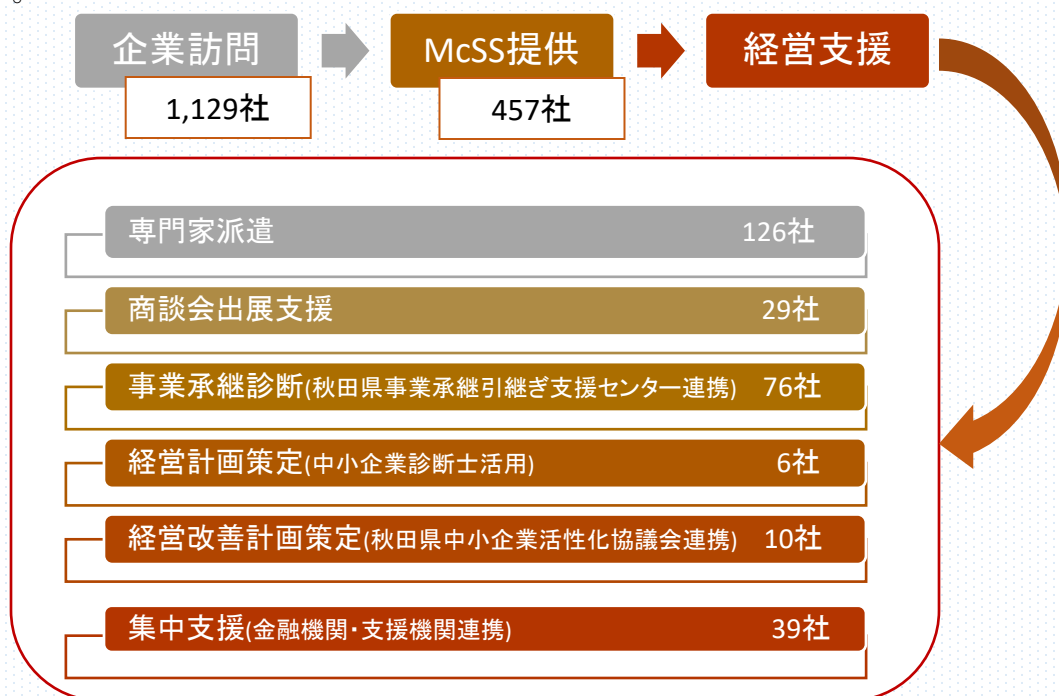 企業訪問
McSS提供
経営支援
1,129社
457社
専門家派遣 126社
商談会出展支援 29社
事業承継診断(秋田県事業承継引継ぎ支援センター連携) 76社
経営計画策定(中小企業診断士活用) 6社
経営改善計画策定(秋田県中小企業活性化協議会連携) 10社
集中支援(金融機関・支援機関連携) 39社